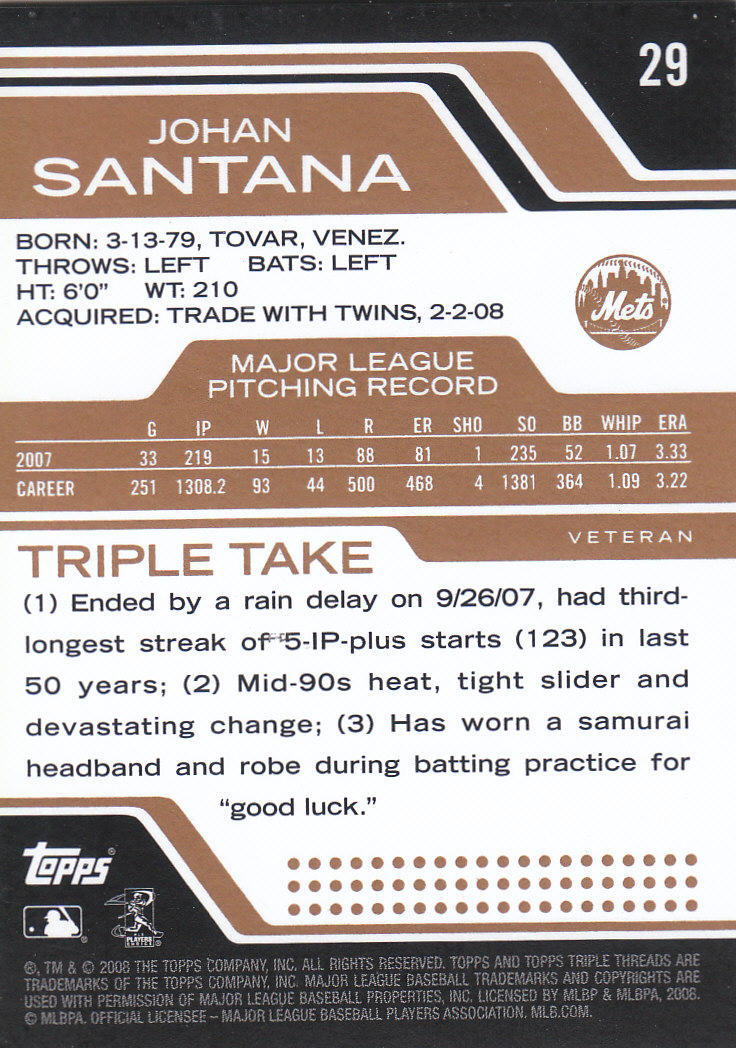 29
JOHAN
SANTANA
BORN: 3-13-79, TOVAR, VENEZ.
THROWS: LEFT BATS: LEFT
HT: 6'0" WT: 210
ACQUIRED: TRADE WITH TWINS, 2-2-08
Mets
MAJOR LEAGUE
PITCHING RECORD
G IP W L R ER SHO SO BB WHIP ERA
2007 33 219 15 13 88 81 1 235 52 1.07 3.33
CAREER 251 1308.2 93 44 500 468 4 1381 364 1.09 3.22
VETERAN
TRIPLE TAKE
(1) Ended by a rain delay on 9/26/07, had third-
longest streak of 5-IP-plus starts (123) in last
50 years; (2) Mid-90s heat, tight slider and
devastating change; (3) Has worn a samurai
headband and robe during batting practice for
“good luck.”
Topps®
PLAYERS
CHOICE
®, TM & © 2008 THE TOPPS COMPANY, INC. ALL RIGHTS RESERVED. TOPPS AND TOPPS TRIPLE THREADS ARE
TRADEMARKS OF THE TOPPS COMPANY, INC. MAJOR LEAGUE BASEBALL TRADEMARKS AND COPYRIGHTS ARE
USED WITH PERMISSION OF MAJOR LEAGUE BASEBALL PROPERTIES, INC. LICENSED BY MLBP & MLBPA, 2008.
© MLBPA. OFFICIAL LICENSEE – MAJOR LEAGUE BASEBALL PLAYERS ASSOCIATION. MLB.COM.